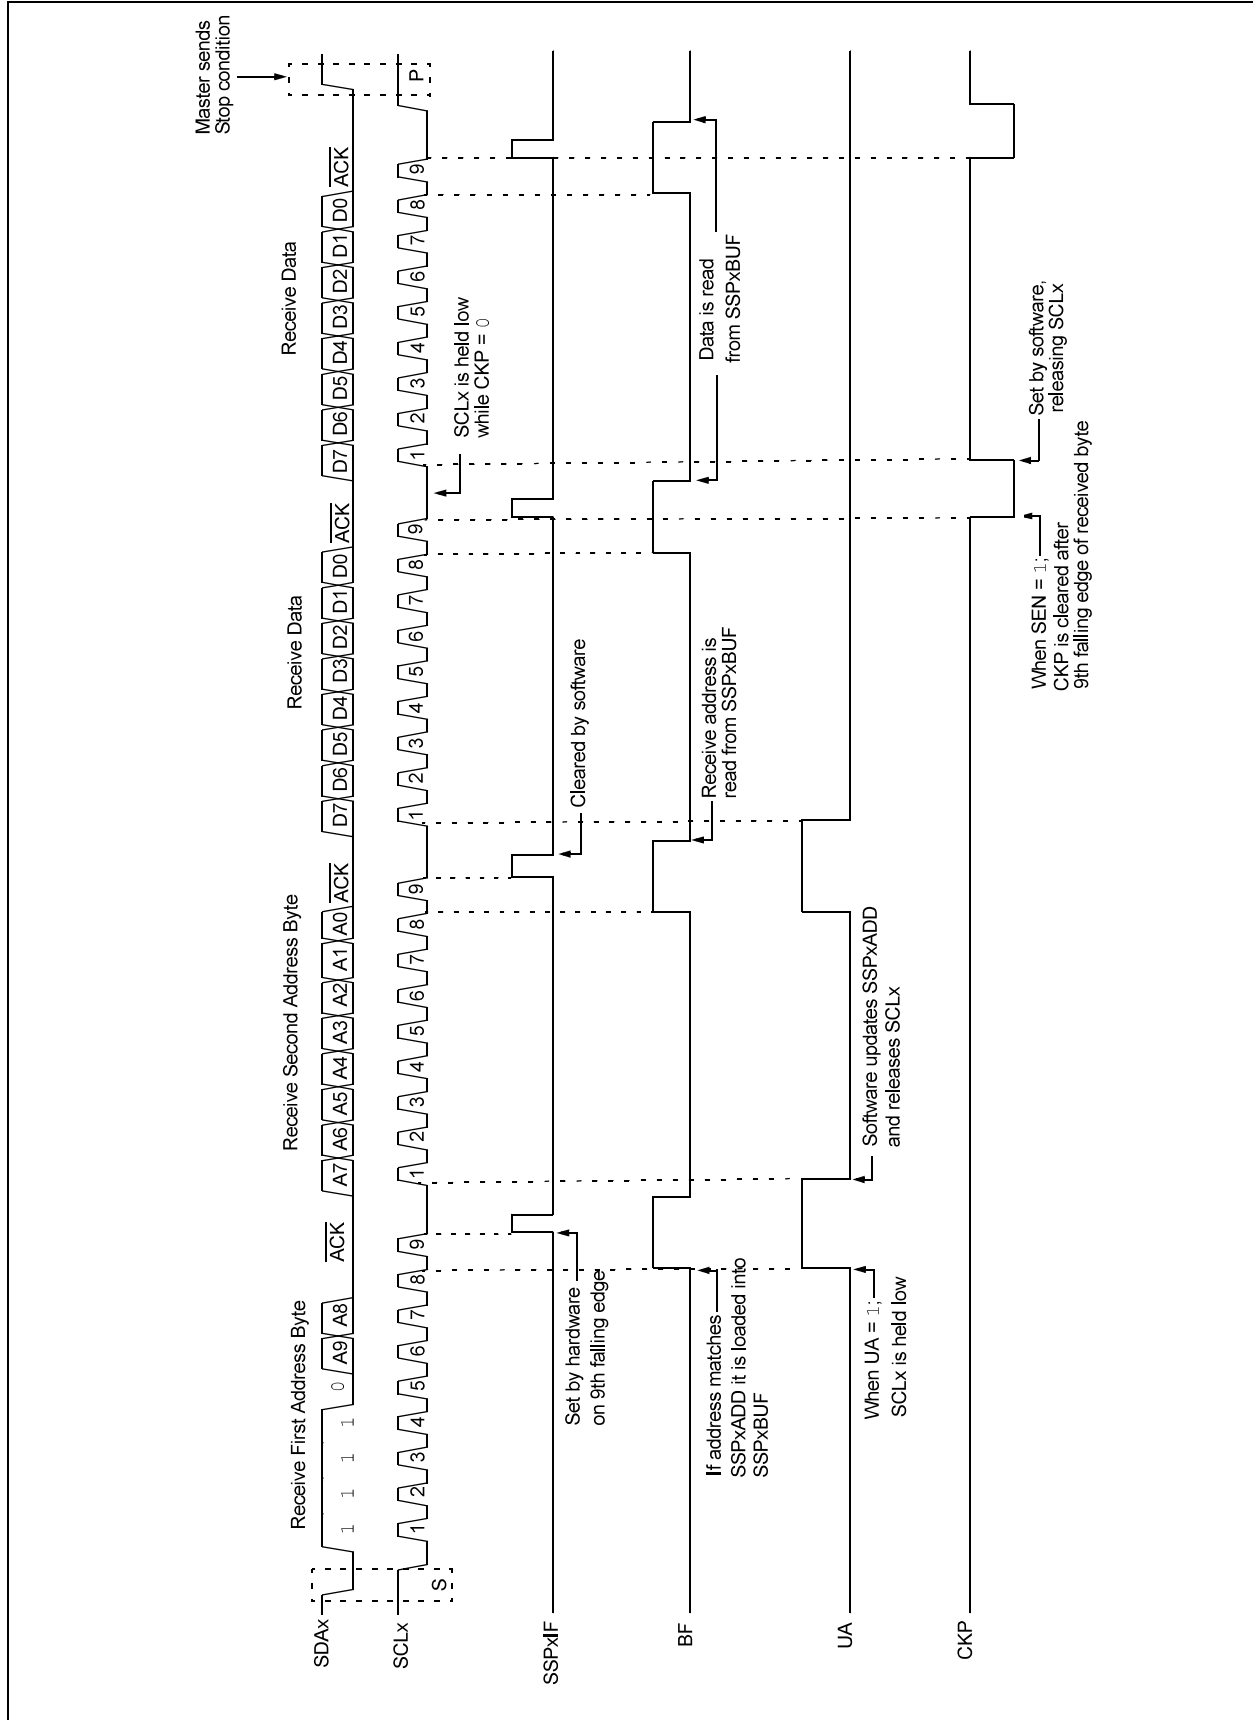 Master sends
Stop condition
Receive First Address Byte
Receive Second Address Byte
Receive Data
Receive Data
SDAx
1 1 1 1 0 A9 A8 ACK
A7 A6 A5 A4 A3 A2 A1 A0 ACK
D7 D6 D5 D4 D3 D2 D1 D0 ACK
D7 D6 D5 D4 D3 D2 D1 D0 ACK
SCLx
S
1 2 3 4 5 6 7 8 9
1 2 3 4 5 6 7 8 9
1 2 3 4 5 6 7 8 9
1 2 3 4 5 6 7 8 9
P
SCLx is held low
while CKP = 0
SSPxIF
Set by hardware
on 9th falling edge
Cleared by software
BF
If address matches
SSPxADD it is loaded into
SSPxBUF
Receive address is
read from SSPxBUF
Data is read
from SSPxBUF
UA
When UA = 1;
SCLx is held low
Software updates SSPxADD
and releases SCLx
CKP
When SEN = 1;
CKP is cleared after
9th falling edge of received byte
Set by software,
releasing SCLx